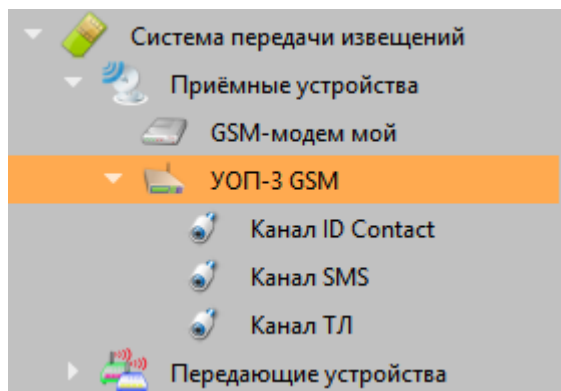 Система передачи извещений
Приёмные устройства
GSM-модем мой
УОП-3 GSM
Канал ID Contact
Канал SMS
Канал ТЛ
Передающие устройства